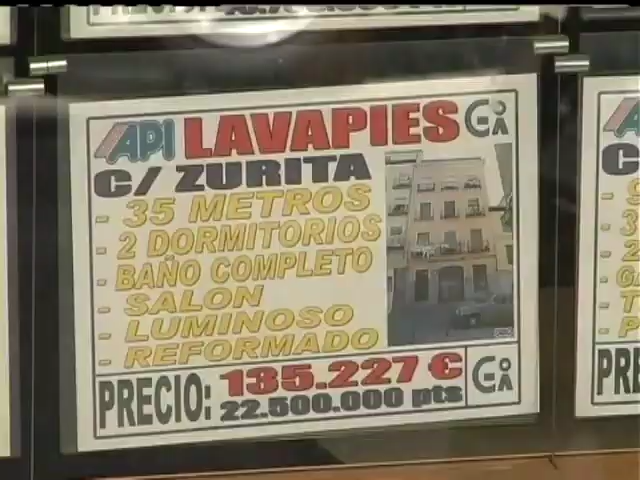 API LAVAPIES
C/ ZURITA
- 35 METROS
- 2 DORMITORIOS
- BAÑO COMPLETO
- SALON
- LUMINOSO
- REFORMADO
PRECIO: 135.227 €
22.500.000 pts